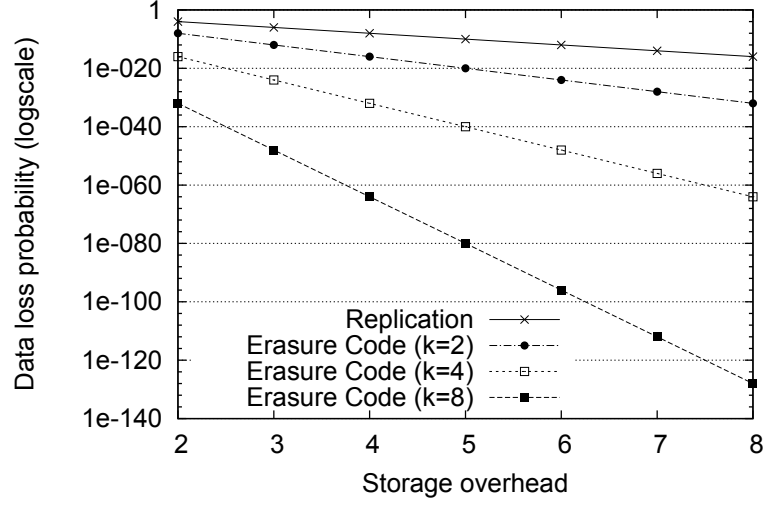 Data loss probability (logscale)
1
1e-020
1e-040
1e-060
1e-080
1e-100
1e-120
1e-140
Replication
Erasure Code (k=2)
Erasure Code (k=4)
Erasure Code (k=8)
2 3 4 5 6 7 8
Storage overhead